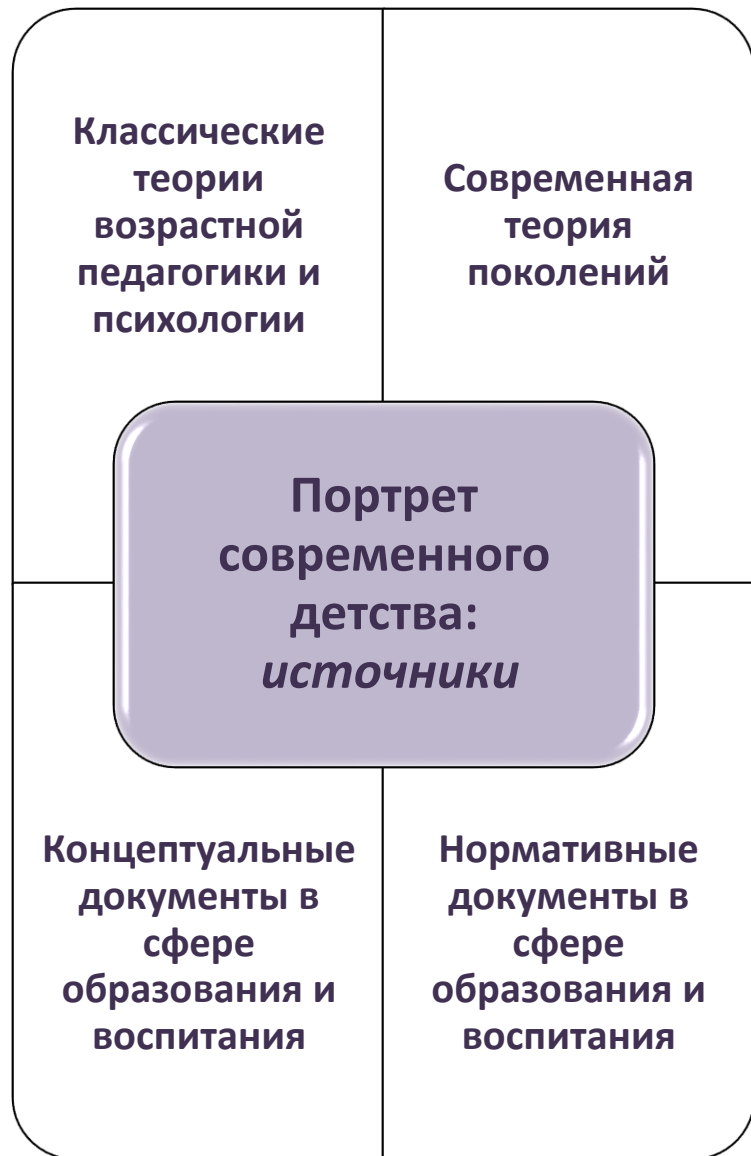 Классические
теории
возрастной
педагогики и
психологии
Современная
теория
поколений
Портрет
современного
детства:
источники
Концептуальные
документы в
сфере
образования и
воспитания
Нормативные
документы в
сфере
образования и
воспитания